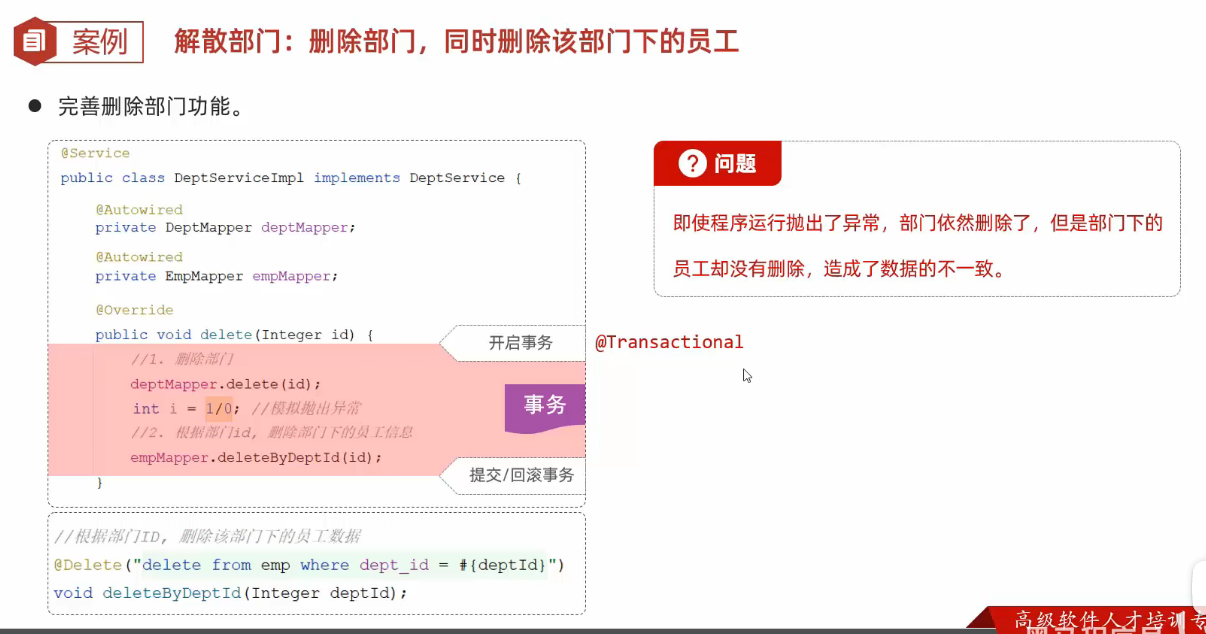 案例
解散部门：删除部门，同时删除该部门下的员工
● 完善删除部门功能。
@Service
public class DeptServiceImpl implements DeptService {
@Autowired
private DeptMapper deptMapper;
@Autowired
private EmpMapper empMapper;
@Override
public void delete(Integer id) {
//1. 删除部门
deptMapper.delete(id);
int i = 1/0; //模拟抛出异常
//2. 根据部门id, 删除部门下的员工信息
empMapper.deleteByDeptId(id);
}
开启事务
事务
提交/回滚事务
@Transactional
? 问题
即使程序运行抛出了异常，部门依然删除了，但是部门下的
员工却没有删除，造成了数据的不一致。
//根据部门ID, 删除该部门下的员工数据
@Delete("delete from emp where dept_id = #{deptId}")
void deleteByDeptId(Integer deptId);
高级软件人才培训专